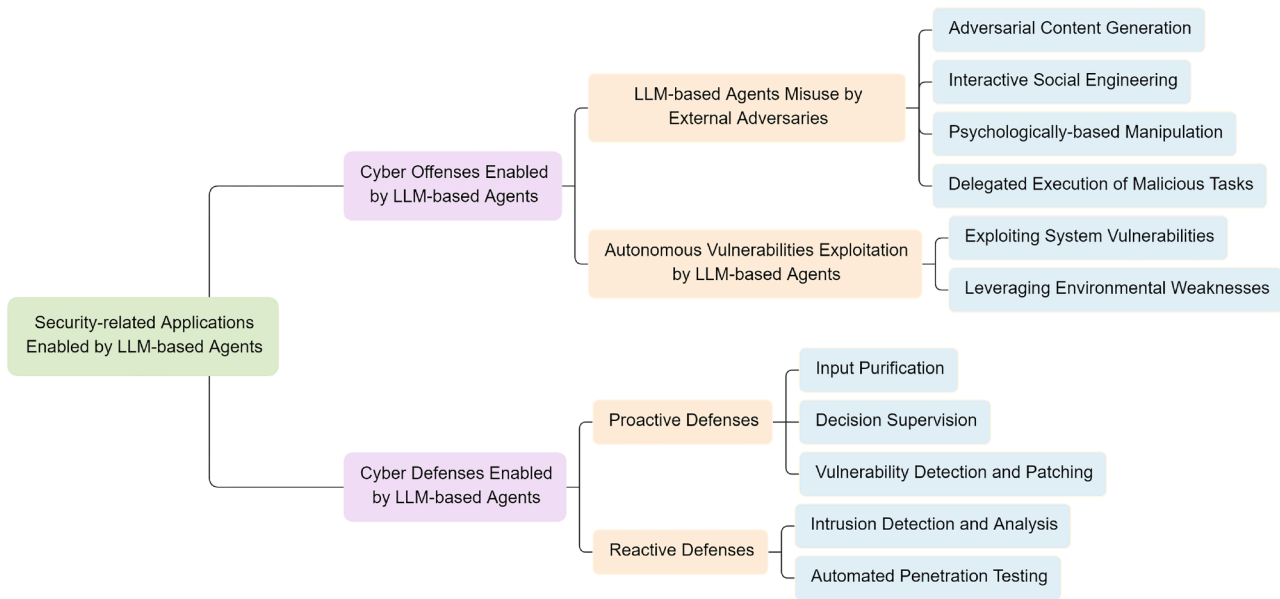 Security-related Applications
Enabled by LLM-based Agents
Cyber Offenses Enabled
by LLM-based Agents
LLM-based Agents Misuse by
External Adversaries
Adversarial Content Generation
Interactive Social Engineering
Psychologically-based Manipulation
Delegated Execution of Malicious Tasks
Autonomous Vulnerabilities Exploitation
by LLM-based Agents
Exploiting System Vulnerabilities
Leveraging Environmental Weaknesses
Cyber Defenses Enabled
by LLM-based Agents
Proactive Defenses
Input Purification
Decision Supervision
Vulnerability Detection and Patching
Reactive Defenses
Intrusion Detection and Analysis
Automated Penetration Testing